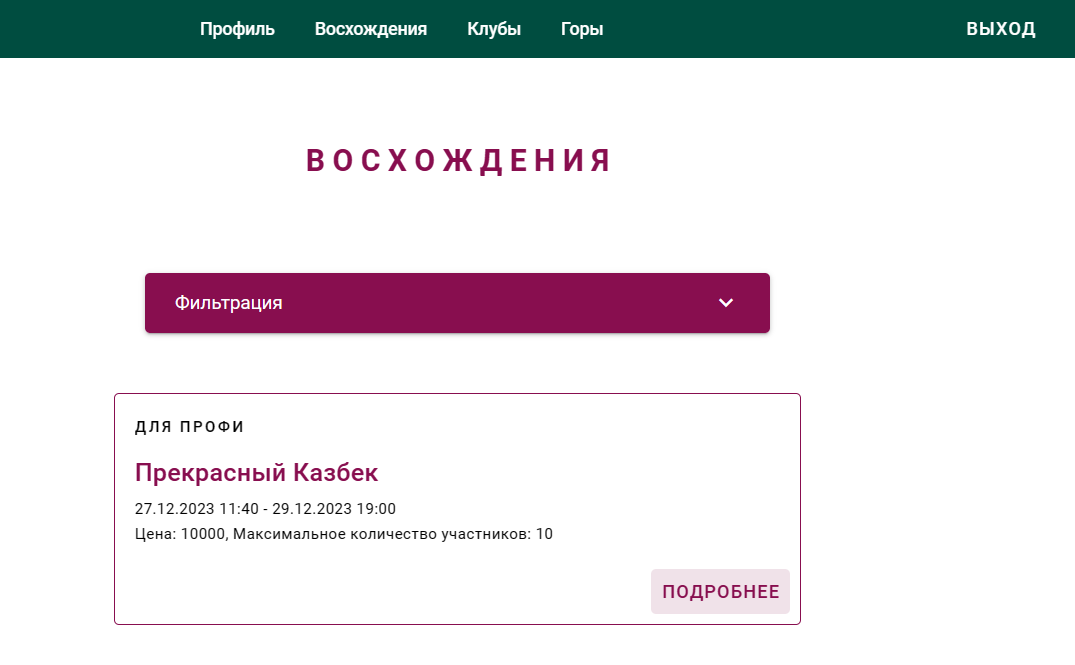 Профиль Восхождения Клубы Горы ВЫХОД
ВОСХОЖДЕНИЯ
Фильтрация
ДЛЯ ПРОФИ
Прекрасный Казбек
27.12.2023 11:40 - 29.12.2023 19:00
Цена: 10000, Максимальное количество участников: 10
ПОДРОБНЕЕ